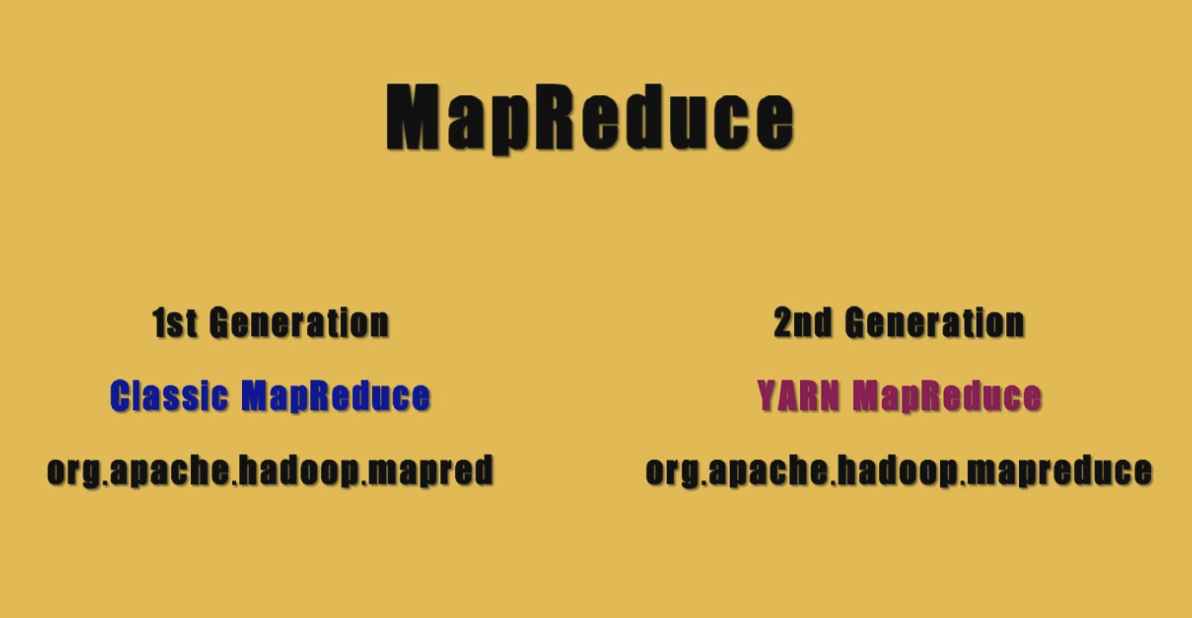 MapReduce
1st Generation
Classic MapReduce
org.apache.hadoop.mapred
2nd Generation
YARN MapReduce
org.apache.hadoop.mapreduce